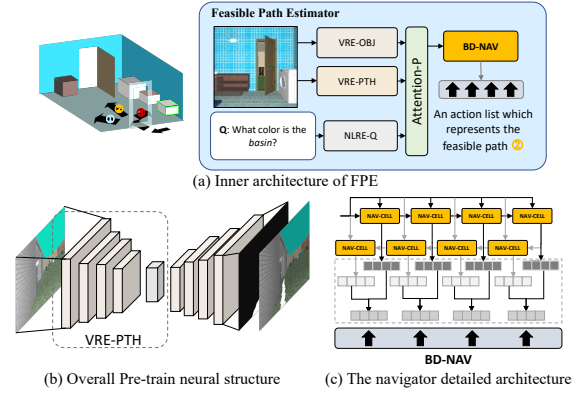 Feasible Path Estimator
VRE-OBJ
VRE-PTH
NLRE-Q
Attention-P
BD-NAV
Q: What color is the
basin?
An action list which
represents the
feasible path 2
(a) Inner architecture of FPE
VRE-PTH
(b) Overall Pre-train neural structure
NAV-CELL NAV-CELL NAV-CELL NAV-CELL
NAV-CELL NAV-CELL NAV-CELL NAV-CELL
BD-NAV
(c) The navigator detailed architecture